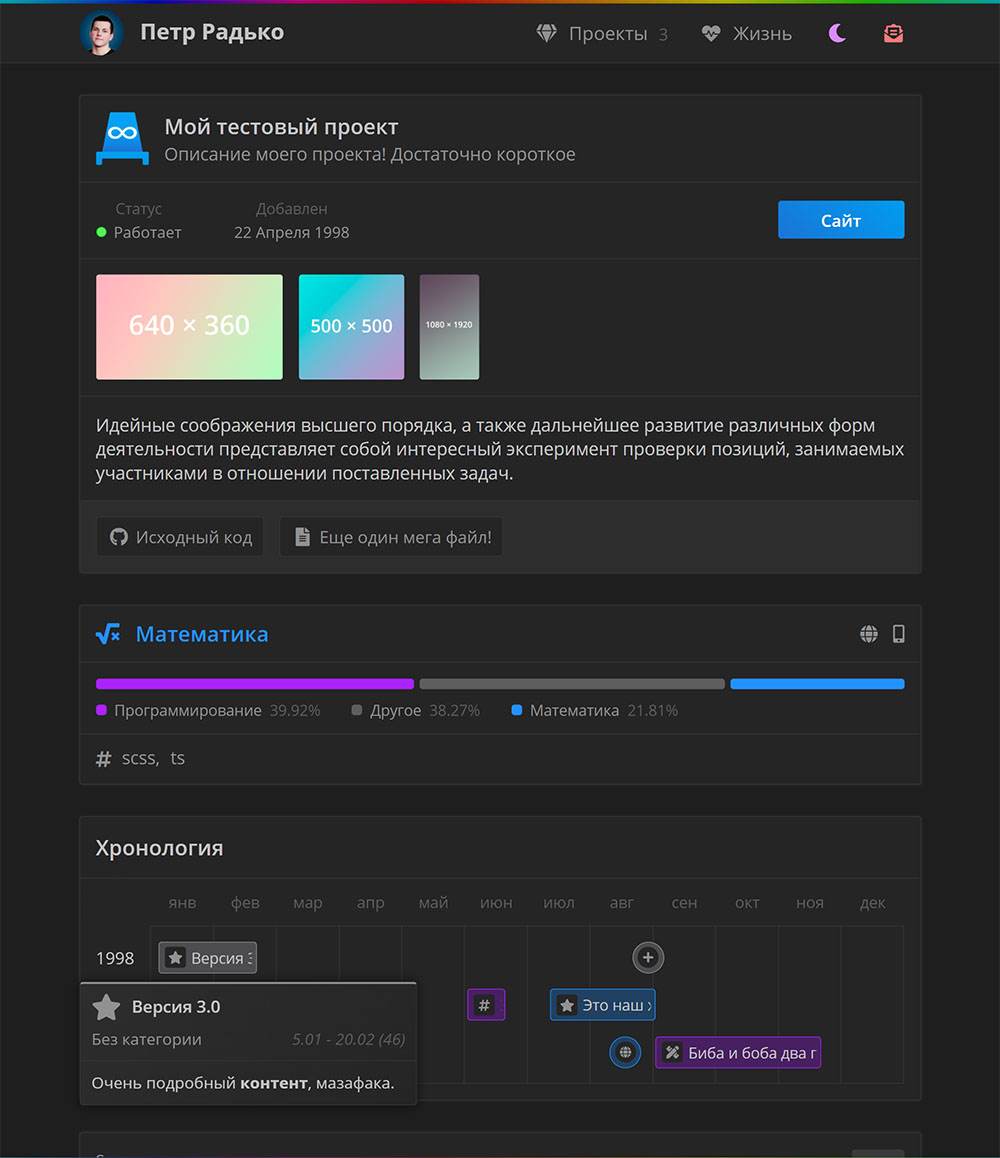 Петр Радько
Проекты 3
Жизнь
Мой тестовый проект
Описание моего проекта! Достаточно короткое
Статус
Добавлен
Работает
22 Апреля 1998
Сайт
640 × 360
500 × 500
1080 × 1920
Идейные соображения высшего порядка, а также дальнейшее развитие различных форм
деятельности представляет собой интересный эксперимент проверки позиций, занимаемых
участниками в отношении поставленных задач.
Исходный код
Еще один мега файл!
Математика
Программирование 39.92%
Другое 38.27%
Математика 21.81%
# scss, ts
Хронология
янв фев мар апр май июн июл авг сен окт ноя дек
1998
Версия
+
#
Это наш
Биба и боба два
Версия 3.0
Без категории
5.01 - 20.02 (46)
Очень подробный контент, мазафака.